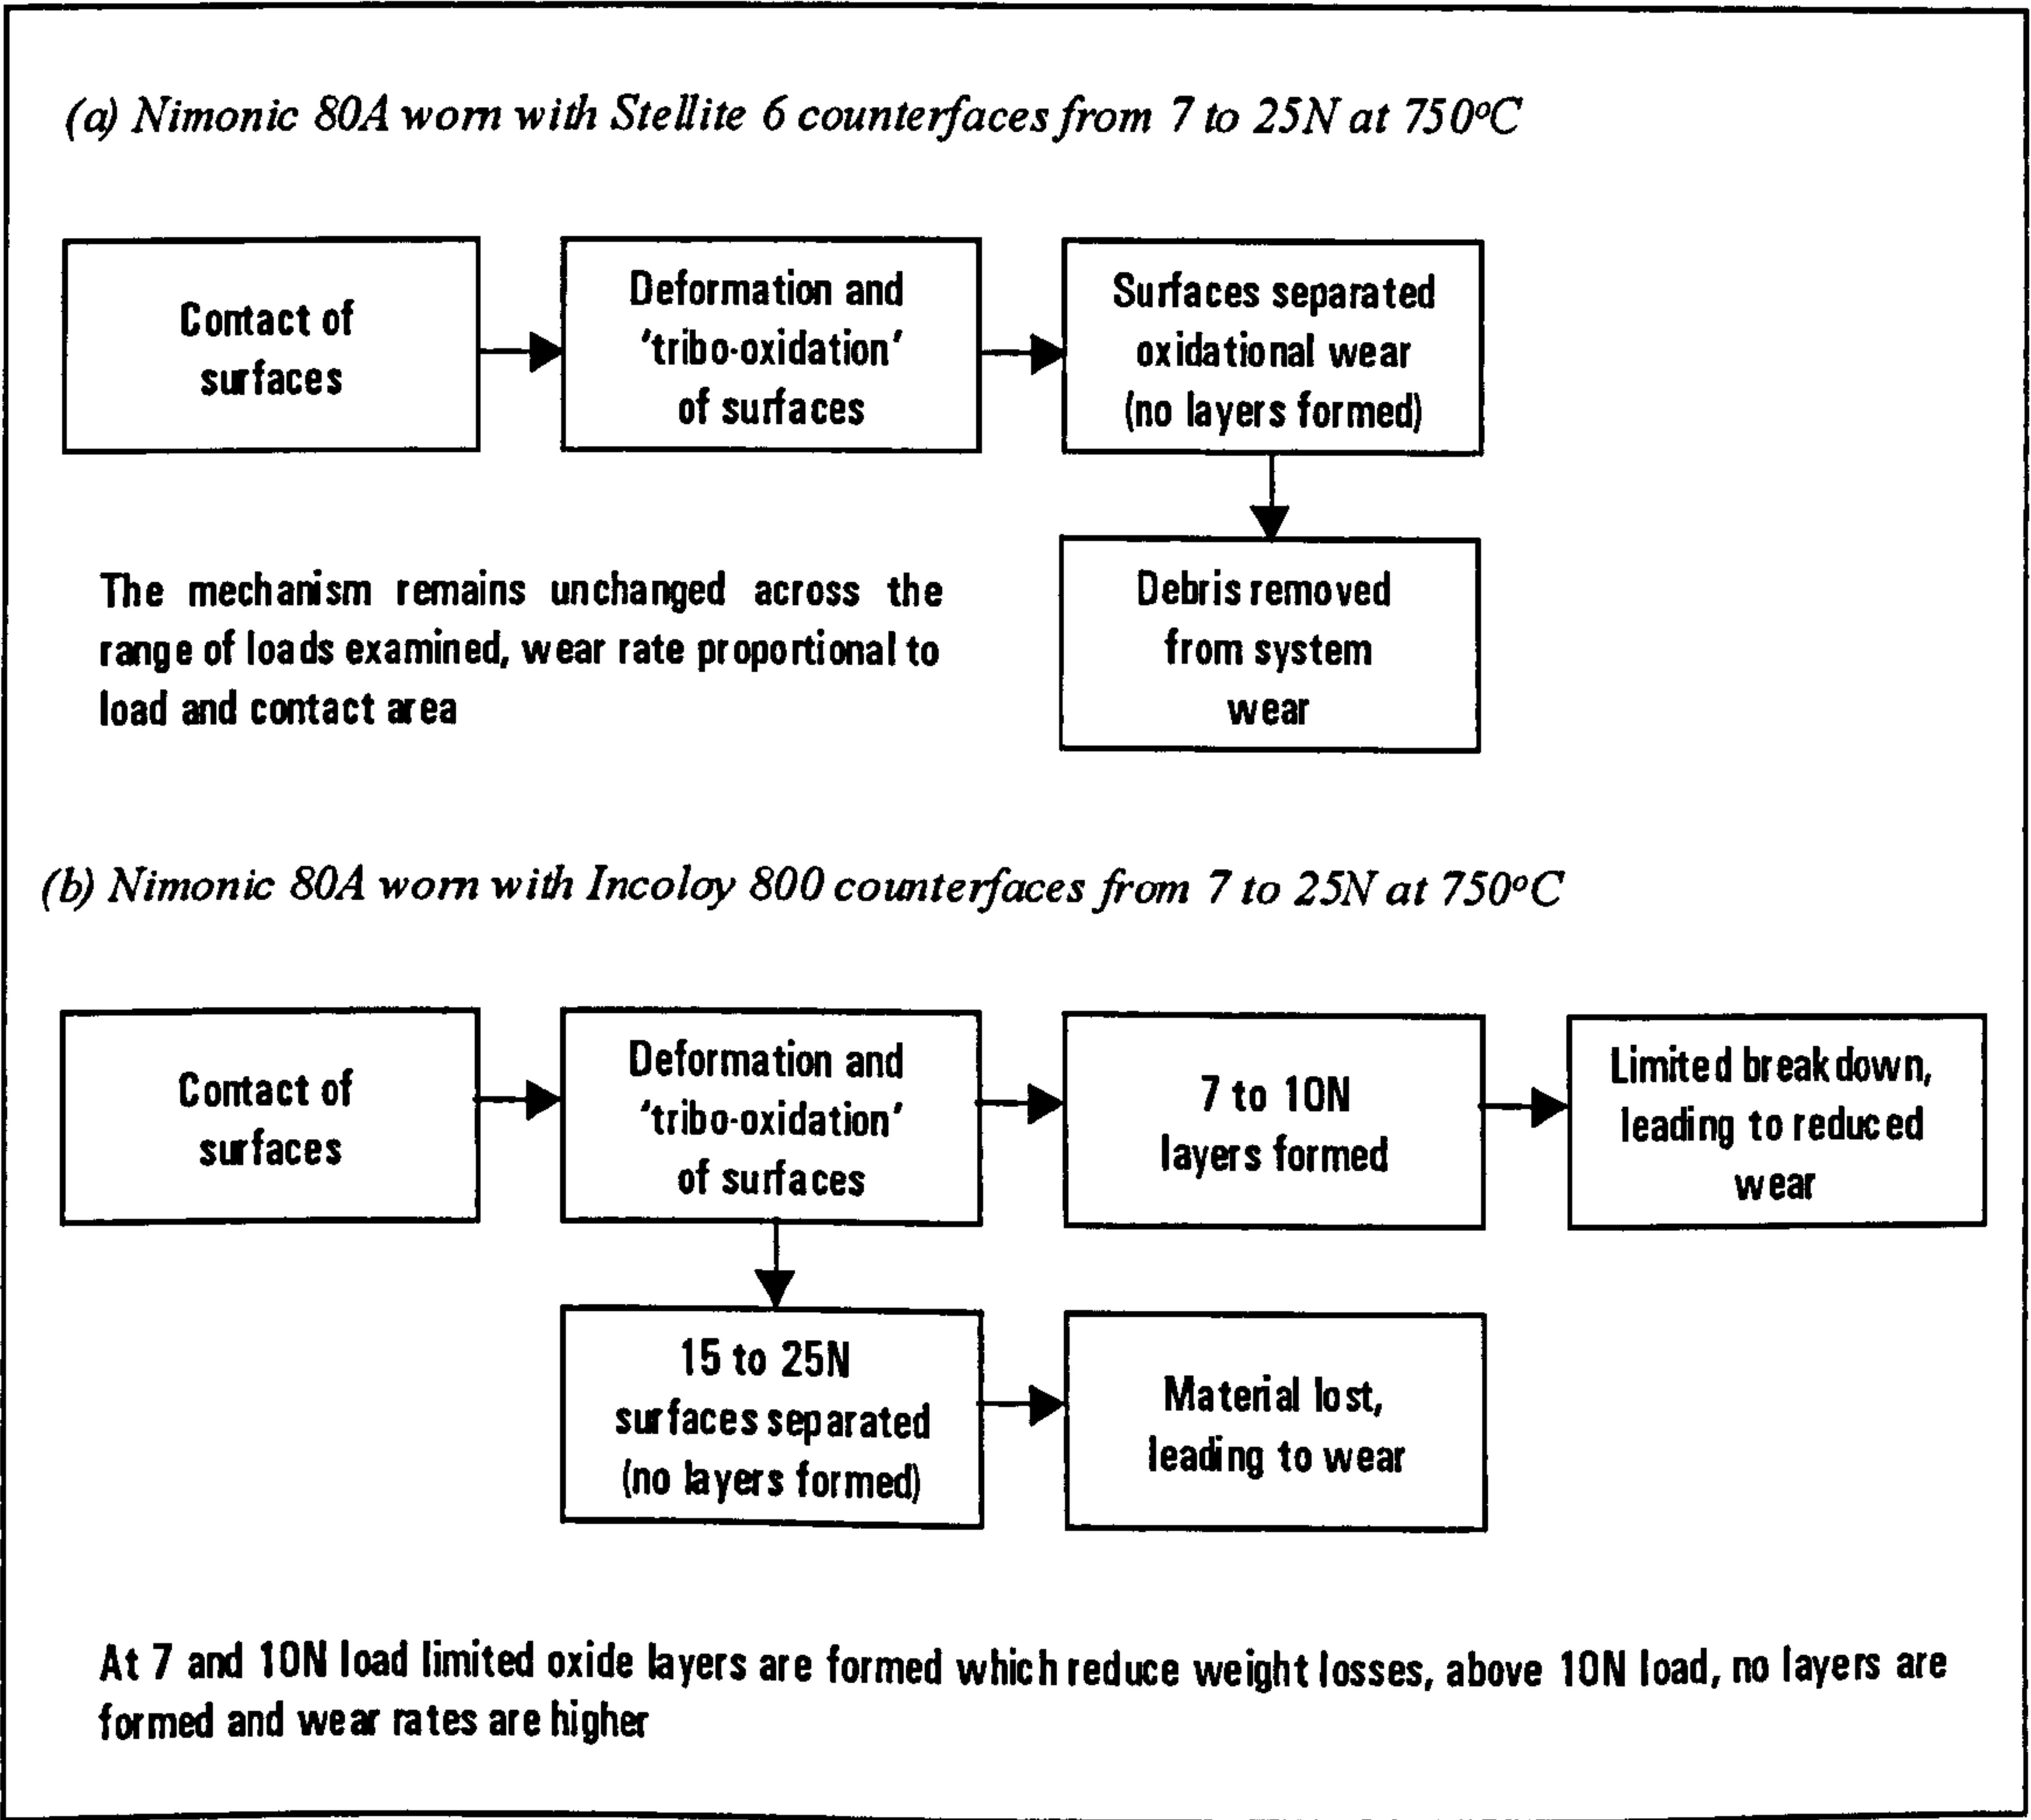 (a) Nimonic 80A worn with Stellite 6 counterfaces from 7 to 25N at 750°C
Contact of
surfaces
Deformation and
'tribo-oxidation'
of surfaces
Surfaces separated
oxidational wear
(no layers formed)
Debris removed
from system
wear
The mechanism remains unchanged across the
range of loads examined, wear rate proportional to
load and contact area
(b) Nimonic 80A worn with Incoloy 800 counterfaces from 7 to 25N at 750°C
Contact of
surfaces
Deformation and
'tribo-oxidation'
of surfaces
7 to 10N
layers formed
Limited breakdown,
leading to reduced
wear
15 to 25N
surfaces separated
(no layers formed)
Material lost,
leading to wear
At 7 and 10N load limited oxide layers are formed which reduce weight losses, above 10N load, no layers are
formed and wear rates are higher